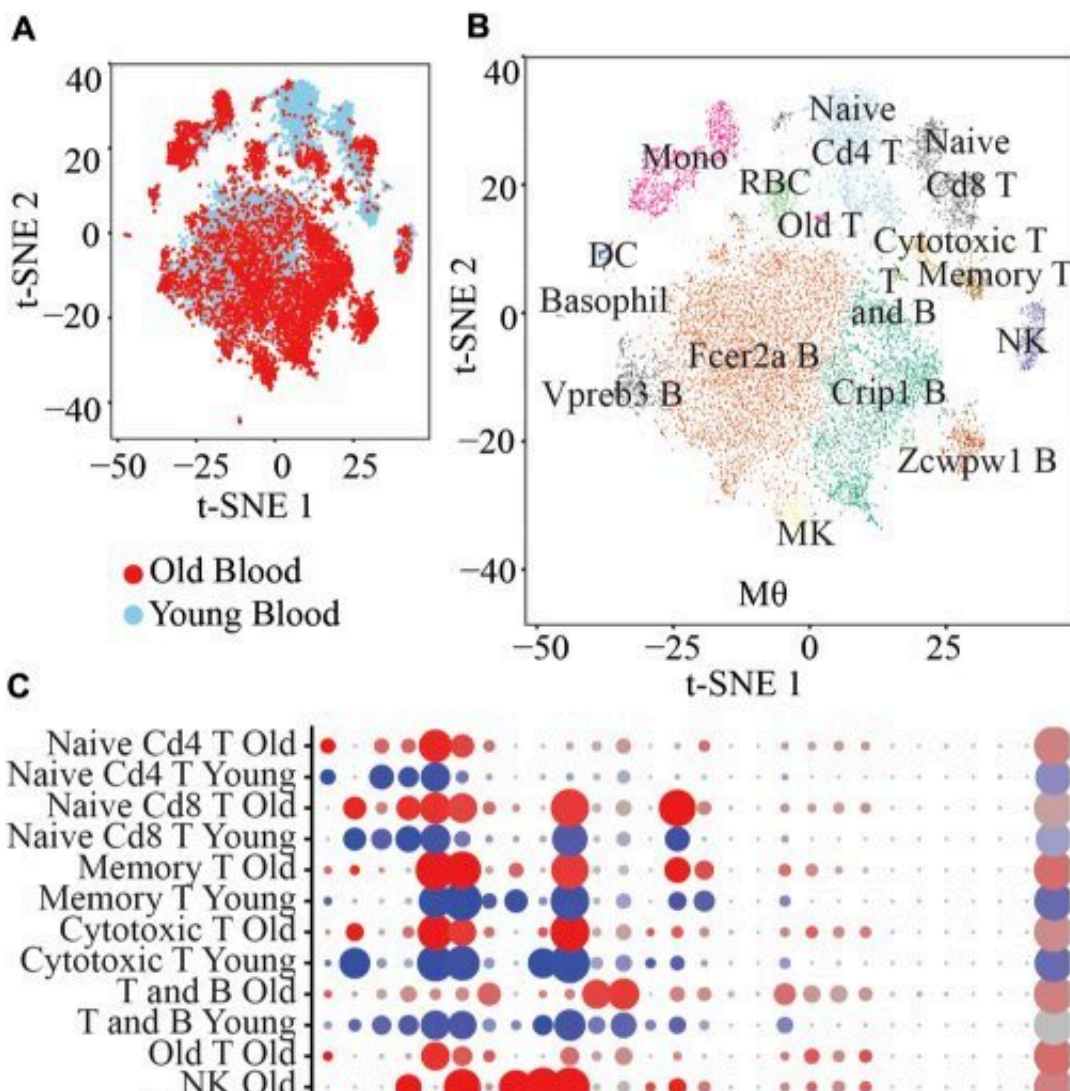 A
B
40
20
0
−20
−40
t-SNE 2
−50
−25
0
25
t-SNE 1
Old Blood
Young Blood
40
20
0
−20
−40
t-SNE 2
Naive
Cd4 T
Naive
Cd8 T
Mono
RBC
Old T
Cytotoxic T
DC
T
and B
Memory T
Basophil
NK
Fcer2a B
Vpreb3 B
Crip1 B
Zcwpw1 B
MK
Mθ
−50
−25
0
25
t-SNE 1
C
Naive Cd4 T Old
Naive Cd4 T Young
Naive Cd8 T Old
Naive Cd8 T Young
Memory T Old
Memory T Young
Cytotoxic T Old
Cytotoxic T Young
T and B Old
T and B Young
Old T Old
NK Old